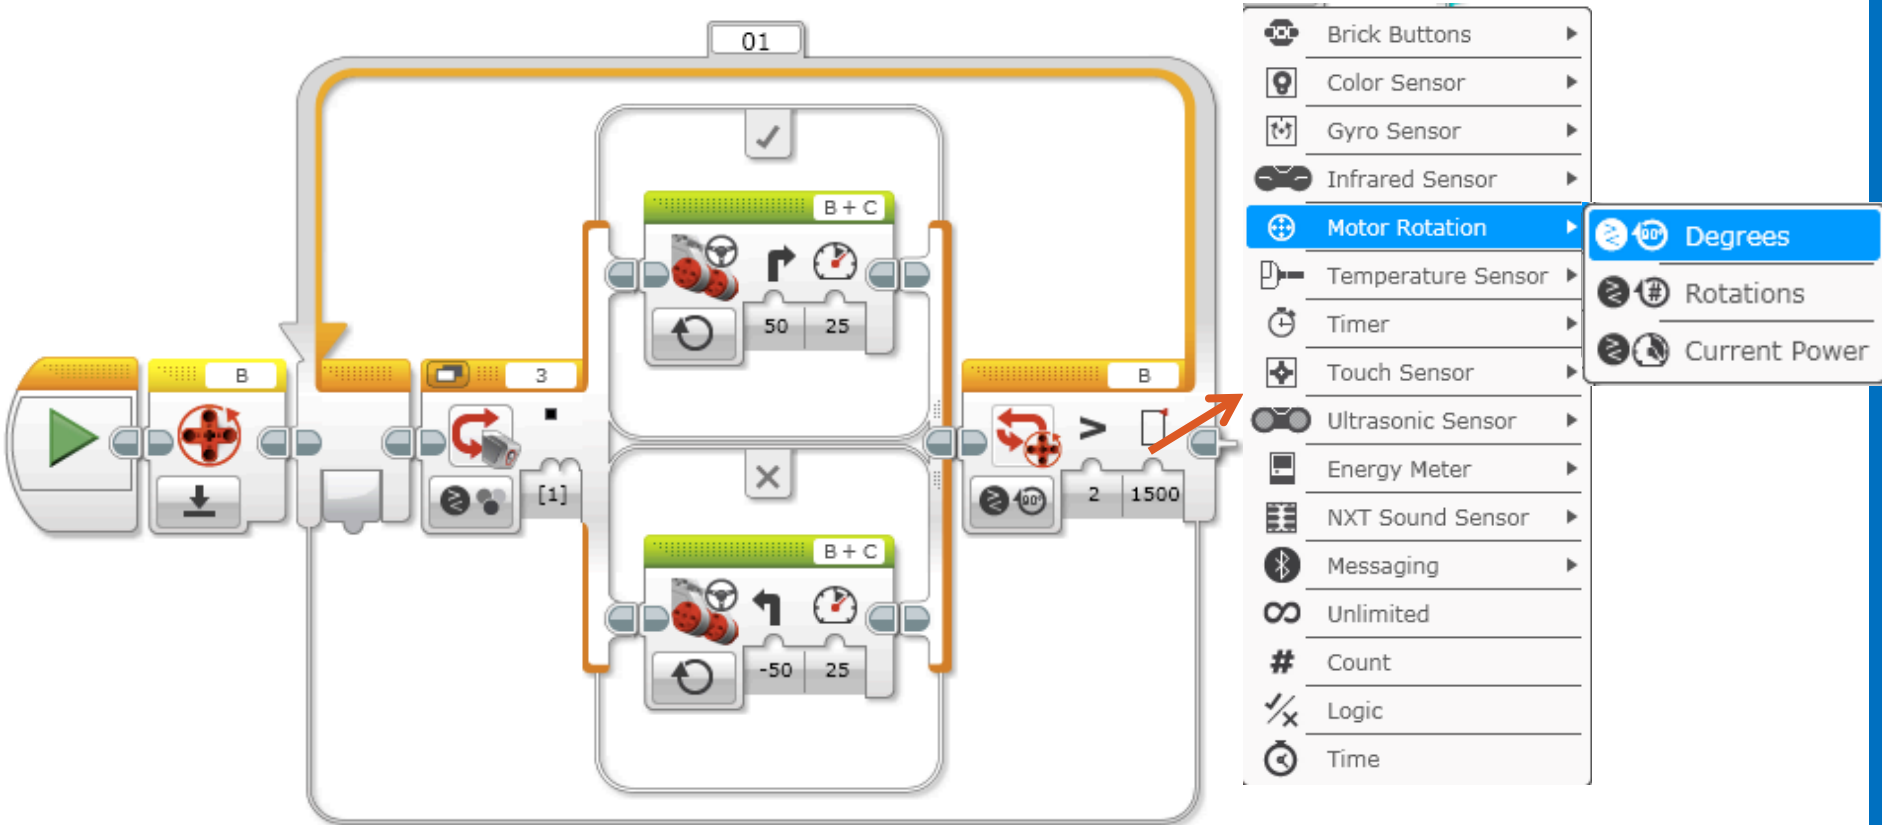 01
B
3
[1]
B + C
50 25
B + C
-50 25
B
> 
2 1500
Brick Buttons
Color Sensor
Gyro Sensor
Infrared Sensor
Motor Rotation
Temperature Sensor
Timer
Touch Sensor
Ultrasonic Sensor
Energy Meter
NXT Sound Sensor
Messaging
Unlimited
# Count
Logic
Time
Degrees
# Rotations
Current Power